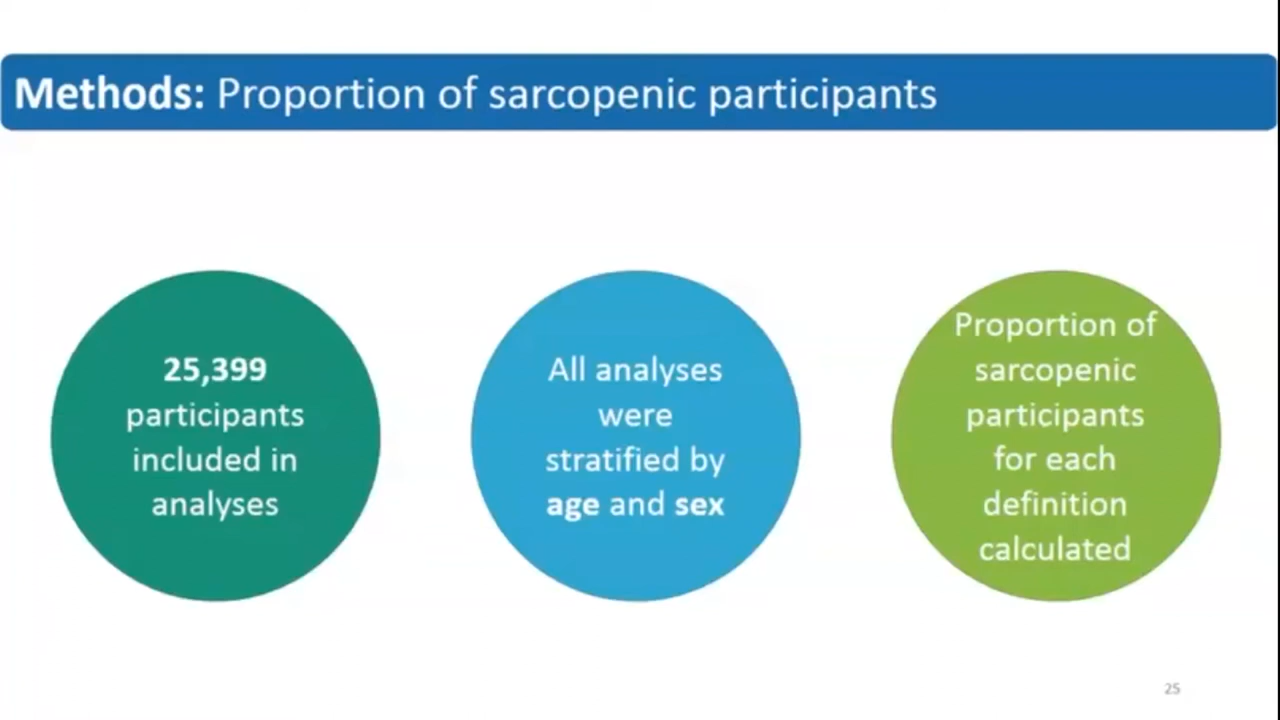 Methods: Proportion of sarcopenic participants
25,399
participants
included in
analyses
All analyses
were
stratified by
age and sex
Proportion of
sarcopenic
participants
for each
definition
calculated
25